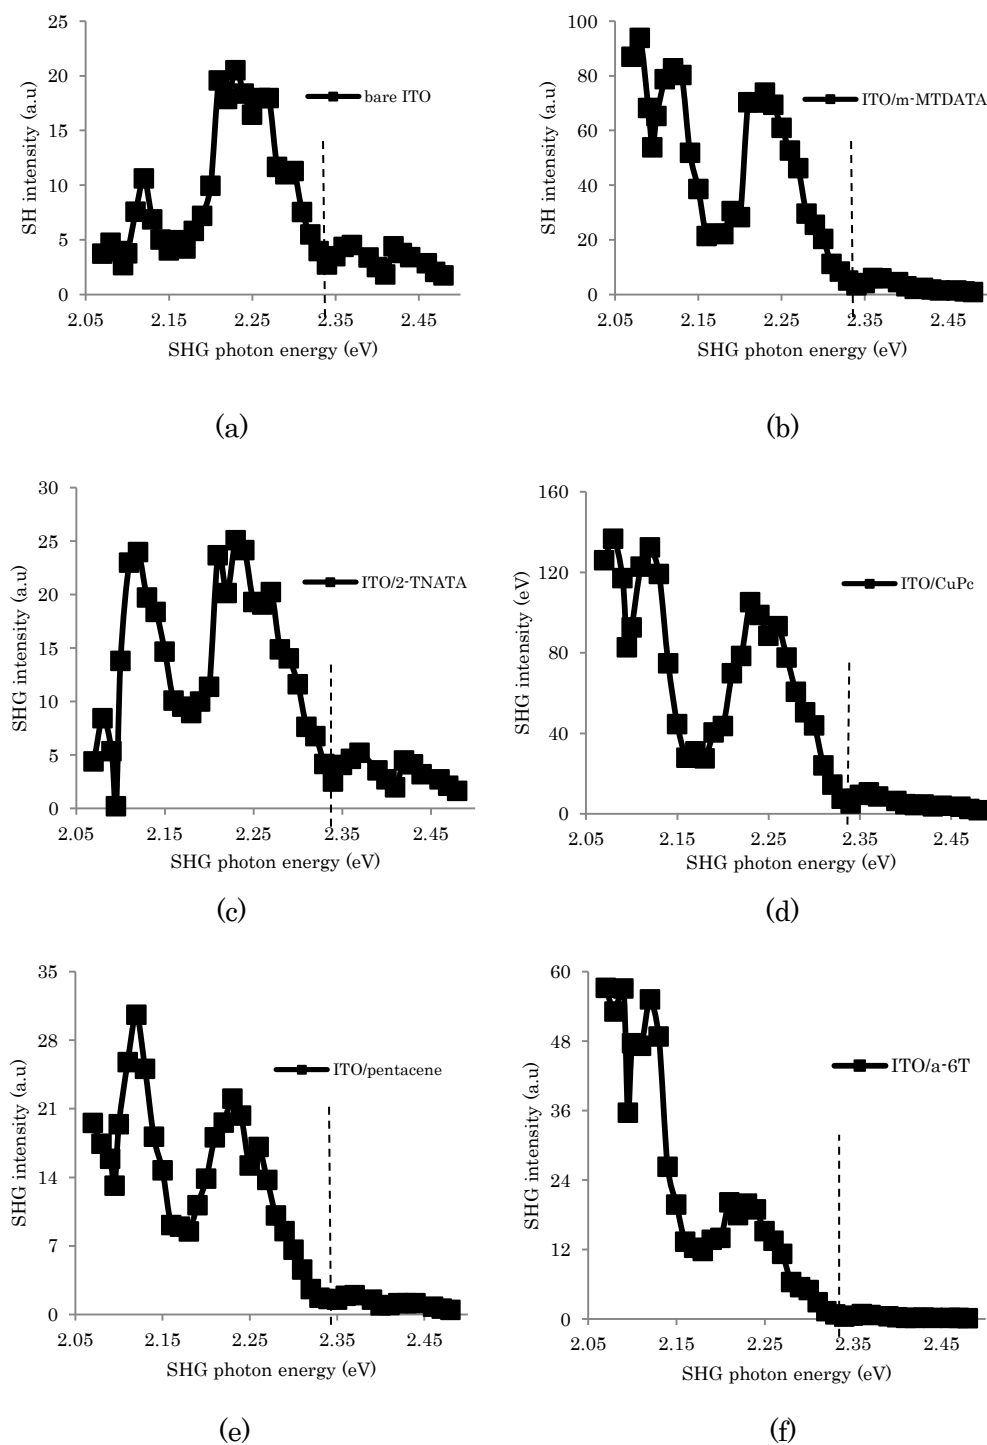 25
20
15
10
5
0
2.05 2.15 2.25 2.35 2.45
SH intensity (a.u)
SHG photon energy (eV)
bare ITO
(a)
100
80
60
40
20
0
2.05 2.15 2.25 2.35 2.45
SH intensity (a.u)
SHG photon energy (eV)
ITO/m-MTDATA
(b)
30
25
20
15
10
5
0
2.05 2.15 2.25 2.35 2.45
SHG intensity (a.u)
SHG photon energy (eV)
ITO/2-TNATA
(c)
160
120
80
40
0
2.05 2.15 2.25 2.35 2.45
SHG intensity (eV)
SHG photon energy (eV)
ITO/CuPc
(d)
35
28
21
14
7
0
2.05 2.15 2.25 2.35 2.45
SHG intensity (a.u)
SHG photon energy (eV)
ITO/pentacene
(e)
60
48
36
24
12
0
2.05 2.15 2.25 2.35 2.45
SHG intensity (a.u)
SHG photon energy (eV)
ITO/a-6T
(f)